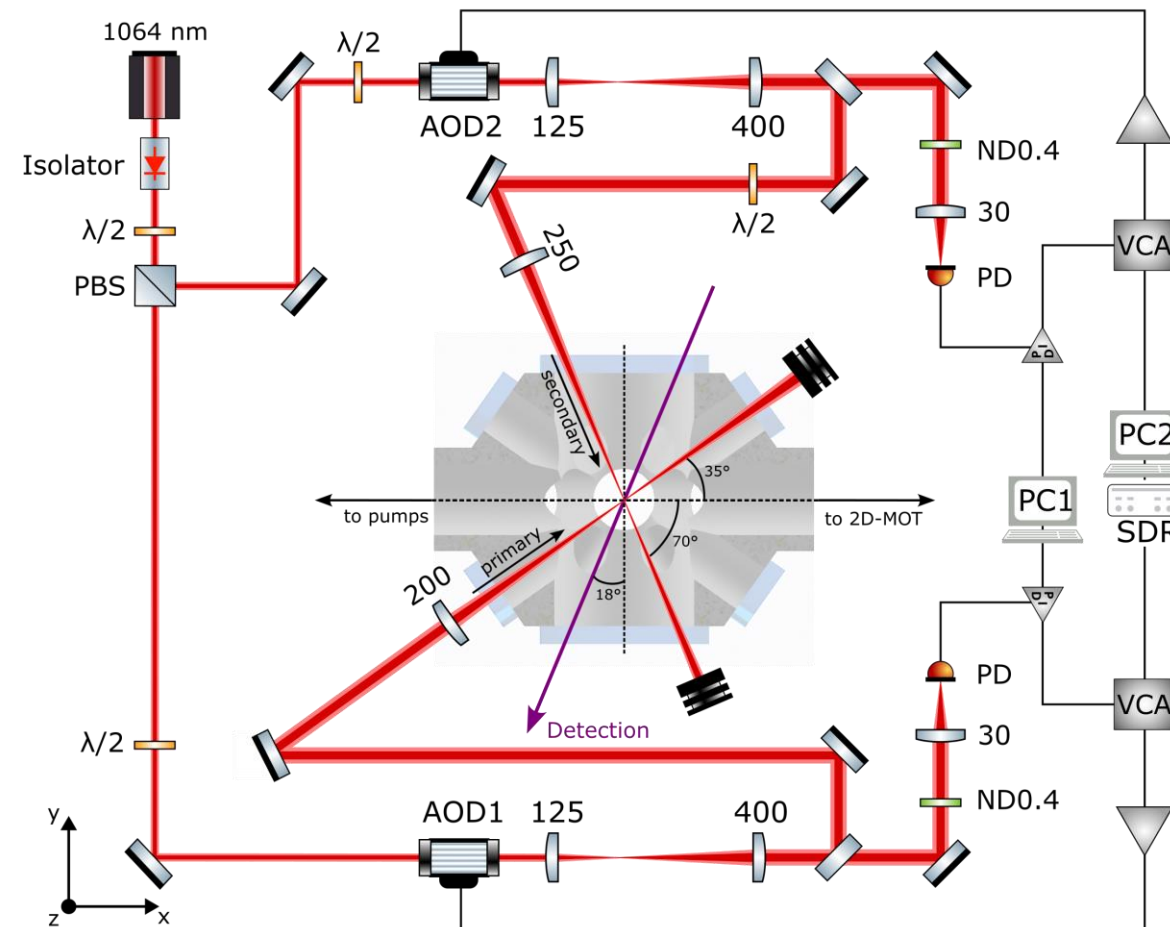 1064 nm
Isolator
λ/2
PBS
λ/2
AOD2
125
400
λ/2
250
ND0.4
30
PD
VCA
PID
secondary
35°
to pumps
to 2D-MOT
70°
primary
200
18°
Detection
PC1
PC2
SDR
PID
PD
VCA
30
ND0.4
λ/2
AOD1
125
400
y
z
x